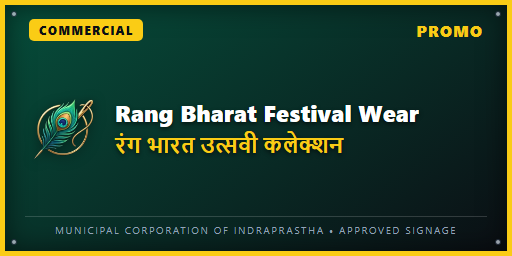 COMMERCIAL
PROMO
Rang Bharat Festival Wear
रंग भारत उत्सवी कलेक्शन
MUNICIPAL CORPORATION OF INDRAPRASTHA • APPROVED SIGNAGE